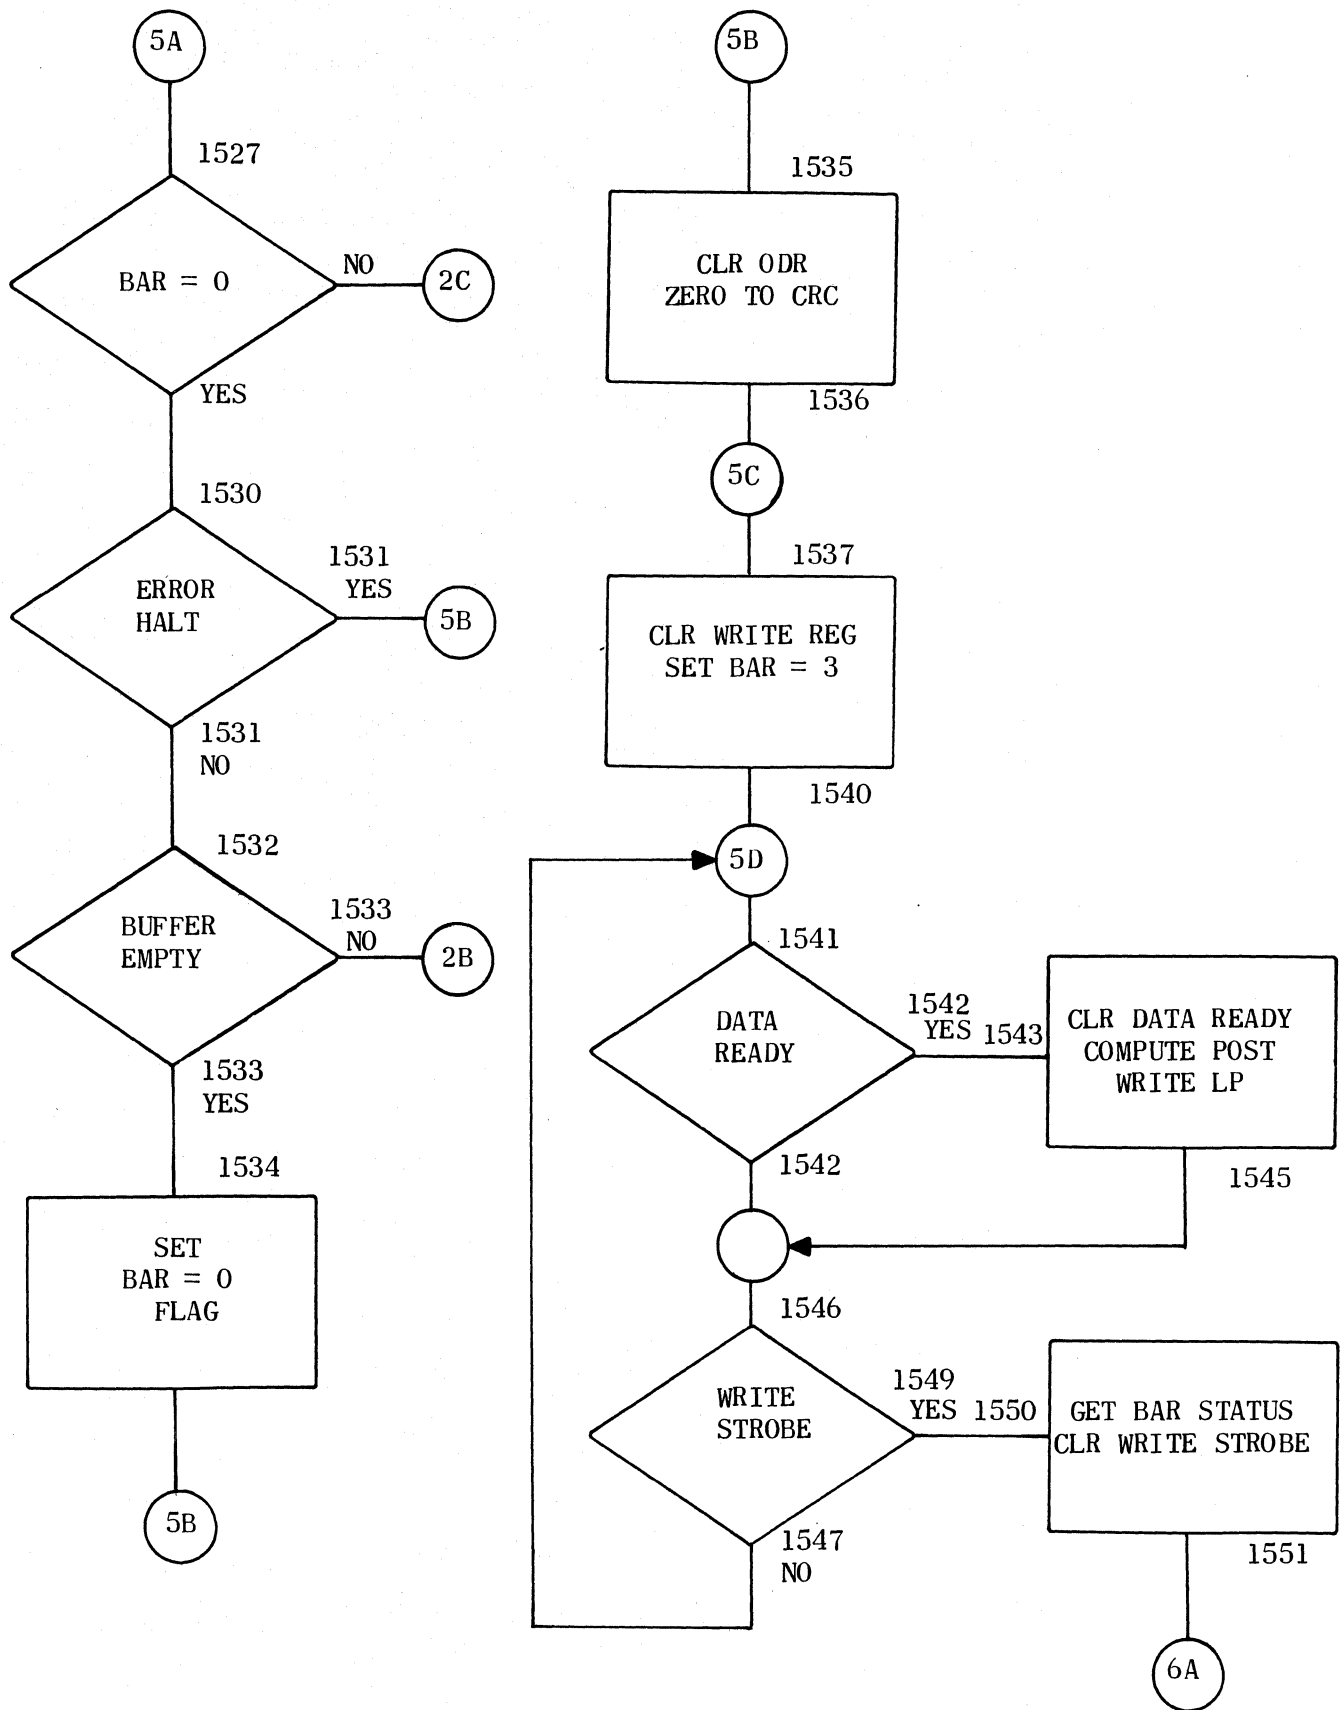 5A
1527
BAR = 0
NO
2C
YES
1530
ERROR
HALT
1531
YES
5B
1531
NO
1532
BUFFER
EMPTY
1533
NO
2B
1533
YES
1534
SET
BAR = 0
FLAG
5B
5B
1535
CLR ODR
ZERO TO CRC
1536
5C
1537
CLR WRITE REG
SET BAR = 3
1540
5D
1541
DATA
READY
1542
YES
1543
CLR DATA READY
COMPUTE POST
WRITE LP
1545
1542
1546
WRITE
STROBE
1549
YES
1550
GET BAR STATUS
CLR WRITE STROBE
1551
1547
NO
6A